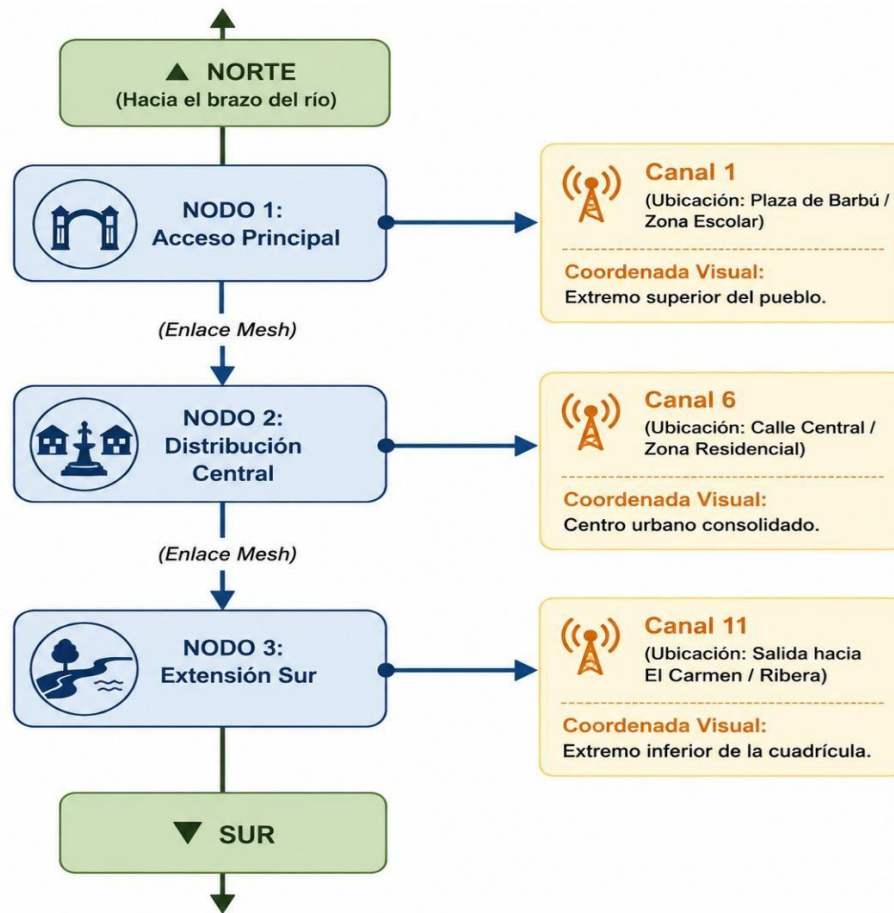 ▲ NORTE
(Hacia el brazo del río)
NODO 1:
Acceso Principal
Canal 1
(Ubicación: Plaza de Barbú /
Zona Escolar)
Coordenada Visual:
Extremo superior del pueblo.
(Enlace Mesh)
NODO 2:
Distribución
Central
Canal 6
(Ubicación: Calle Central /
Zona Residencial)
Coordenada Visual:
Centro urbano consolidado.
(Enlace Mesh)
NODO 3:
Extensión Sur
Canal 11
(Ubicación: Salida hacia
El Carmen / Ribera)
Coordenada Visual:
Extremo inferior de la cuadrícula.
▼ SUR